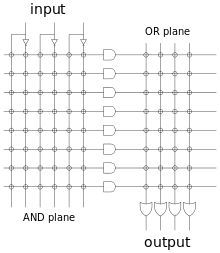 input
OR plane
AND plane
output